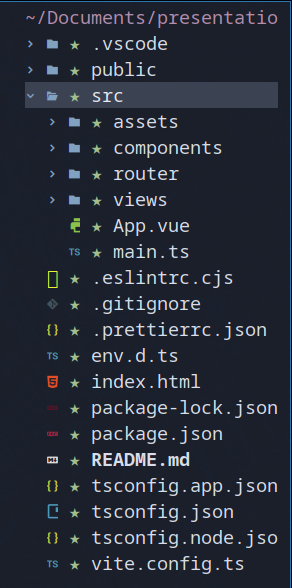 ~/Documents/presentatio
.vscode
public
src
assets
components
router
views
App.vue
TS main.ts
.eslintrc.cjs
.gitignore
{} .prettierrc.json
TS env.d.ts
index.html
package-lock.json
package.json
README.md
{} tsconfig.app.json
tsconfig.json
{} tsconfig.node.jso
TS vite.config.ts